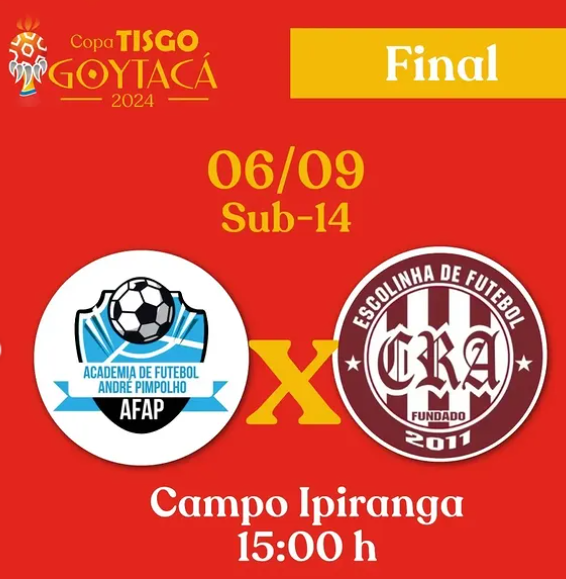 Copa TISGO
GOYTACÁ
2024
Final
06/09
Sub-14
ACADEMIA DE FUTEBOL
ANDRÉ PIMPOLHO
AFAP
X
ESCOLINHA DE FUTEBOL
CRA
FUNDADO
2011
Campo Ipiranga
15:00 h